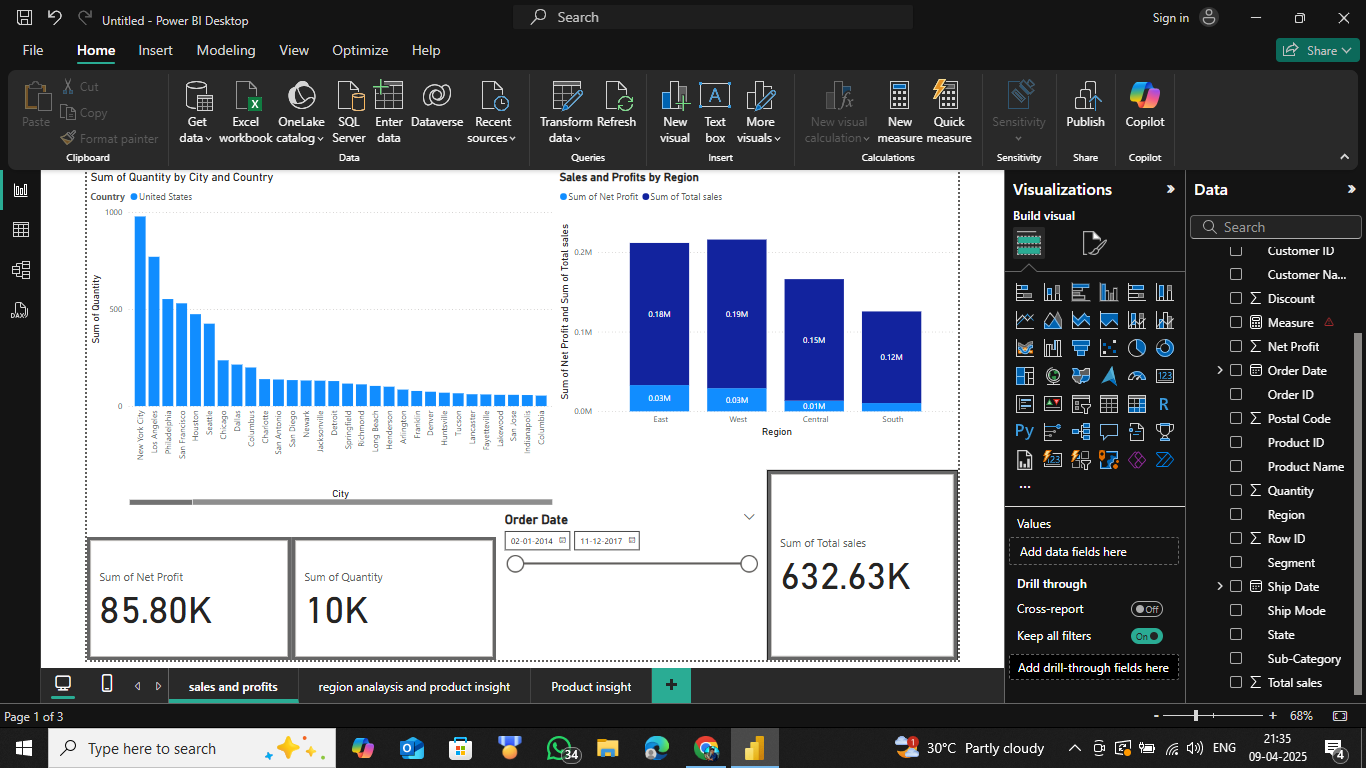 Untitled - Power BI Desktop
Search
Sign in
File Home Insert Modeling View Optimize Help
Share
Paste
Cut
Copy
Format painter
Get data
Excel workbook
OneLake catalog
SQL Server
Enter data
Dataverse
Recent sources
Transform data
Refresh
New visual
Text box
More visuals
New visual calculation
New measure
Quick measure
Sensitivity
Publish
Copilot
Clipboard Data Queries Insert Calculations Sensitivity Share Copilot
Sum of Quantity by City and Country
Country United States
1000
500
0
Sum of Quantity
New York City
Los Angeles
Philadelphia
San Francisco
Houston
Seattle
Chicago
Dallas
Columbus
Charlotte
San Antonio
San Diego
Newark
Jacksonville
Detroit
Springfield
Richmond
Long Beach
Henderson
Arlington
Franklin
Denver
Huntsville
Tucson
Lancaster
Fayetteville
Lakewood
San Jose
Indianapolis
Columbia
City
Sales and Profits by Region
Sum of Net Profit Sum of Total sales
Sum of Net Profit and Sum of Total sales
0.2M
0.1M
0.0M
0.18M 0.19M 0.15M 0.12M
0.03M 0.03M 0.01M
East West Central South
Region
Sum of Net Profit
85.80K
Sum of Quantity
10K
Order Date
02-01-2014 11-12-2017
Sum of Total sales
632.63K
Visualizations
Build visual
R
Py
123
...
Values
Add data fields here
Drill through
Cross-report Off
Keep all filters On
Add drill-through fields here
Data
Search
Customer ID
Customer Na...
Discount
Measure
Net Profit
Order Date
Order ID
Postal Code
Product ID
Product Name
Quantity
Region
Row ID
Segment
Ship Date
Ship Mode
State
Sub-Category
Total sales
sales and profits
region analaysis and product insight
Product insight
+
Page 1 of 3
- + 68%
Type here to search
34
1
30°C Partly cloudy
ENG
21:35
09-04-2025
4